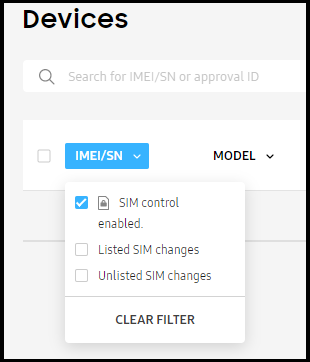 Devices
Search for IMEI/SN or approval ID
IMEI/SN MODEL
SIM control
enabled.
Listed SIM changes
Unlisted SIM changes
CLEAR FILTER